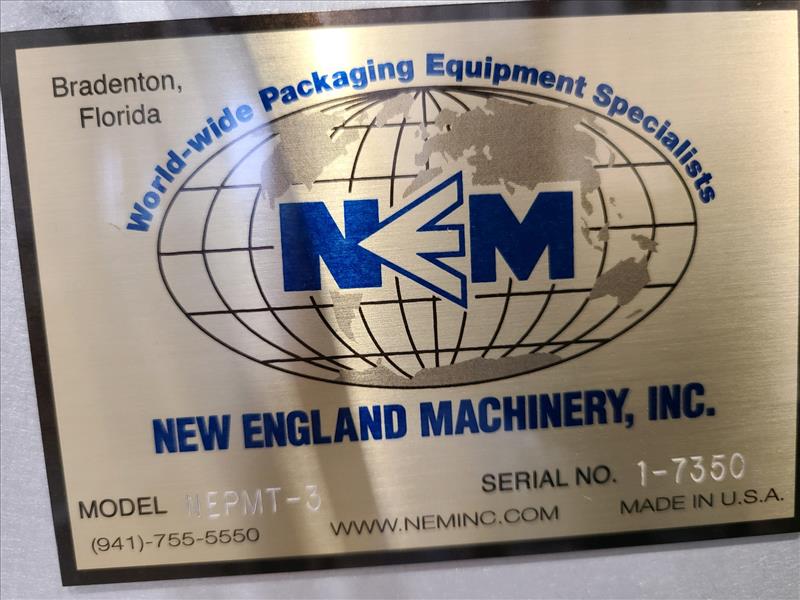 Bradenton,
Florida
World-wide Packaging Equipment Specialists
NEM
NEW ENGLAND MACHINERY, INC.
MODEL NEPMT-3
SERIAL NO. 1-7350
(941)-755-5550
WWW.NEMINC.COM
MADE IN U.S.A.